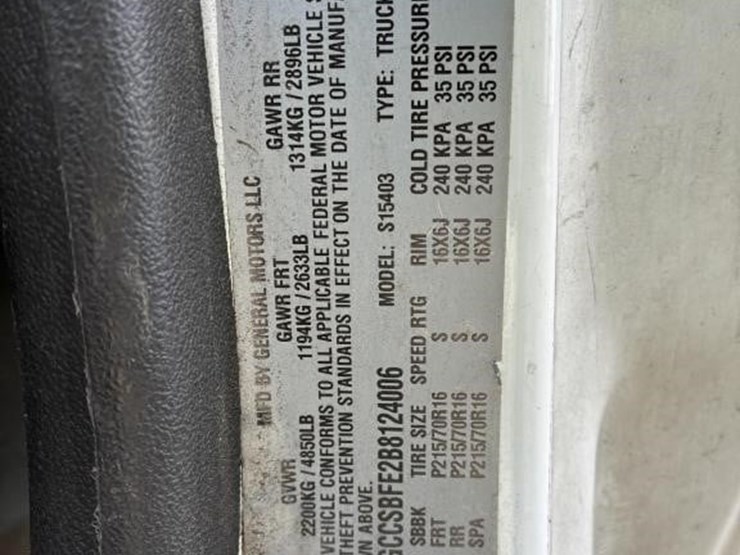 MFD BY GENERAL MOTORS LLC
GVWR GAWR FRT GAWR RR
2200KG / 4850LB 1194KG / 2633LB 1314KG / 2896LB
VEHICLE CONFORMS TO ALL APPLICABLE FEDERAL MOTOR VEHICLE S
THEFT PREVENTION STANDARDS IN EFFECT ON THE DATE OF MANUF
WN ABOVE.
GCCSBFE2B8124006 MODEL: S15403 TYPE: TRUCK
SBBK TIRE SIZE SPEED RTG RIM COLD TIRE PRESSUR
FRT P215/70R16 S 16X6J 240 KPA 35 PSI
RR P215/70R16 S 16X6J 240 KPA 35 PSI
SPA P215/70R16 S 16X6J 240 KPA 35 PSI